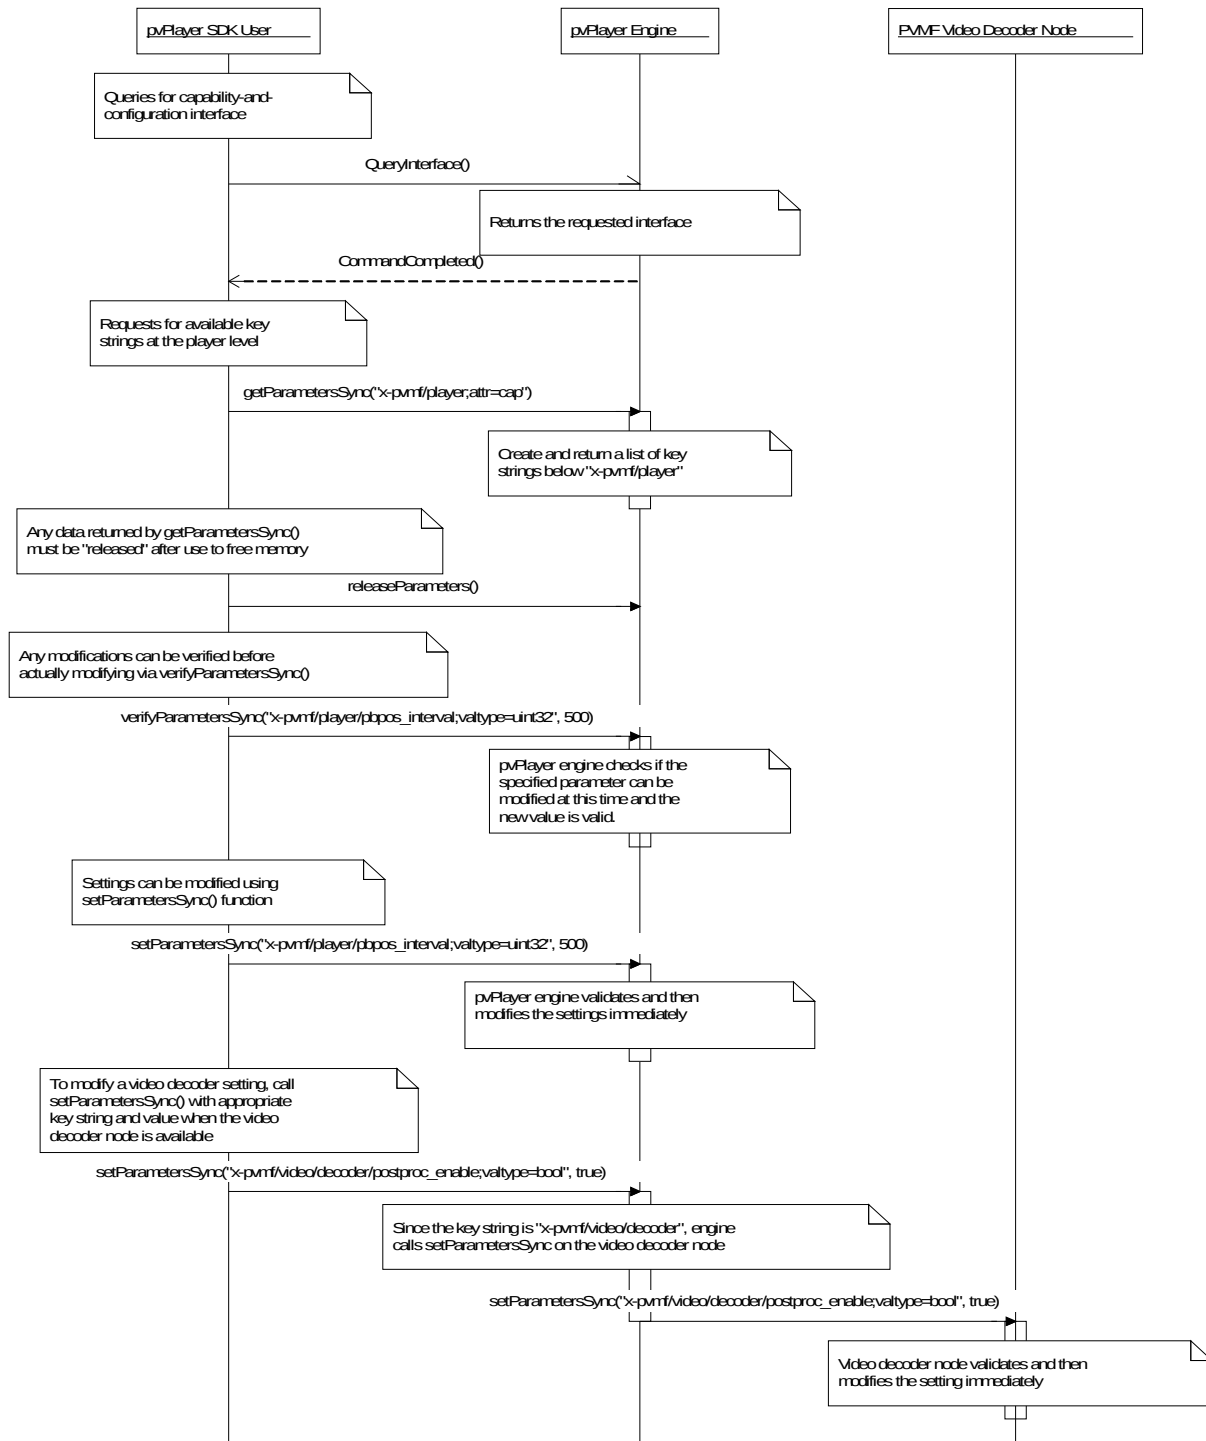 pvPlayer SDK User
pvPlayer Engine
PVMF Video Decoder Node
Queries for capability-and-
configuration interface
QueryInterface()
Returns the requested interface
CommandCompleted()
Requests for available key
strings at the player level
getParametersSync("x-pvmf/player;attr=cap")
Create and return a list of key
strings below "x-pvmf/player"
Any data returned by getParametersSync()
must be "released" after use to free memory
releaseParameters()
Any modifications can be verified before
actually modifying via verifyParametersSync()
verifyParametersSync("x-pvmf/player/pbpos_interval;valtype=uint32", 500)
pvPlayer engine checks if the
specified parameter can be
modified at this time and the
new value is valid.
Settings can be modified using
setParametersSync() function
setParametersSync("x-pvmf/player/pbpos_interval;valtype=uint32", 500)
pvPlayer engine validates and then
modifies the settings immediately
To modify a video decoder setting, call
setParametersSync() with appropriate
key string and value when the video
decoder node is available
setParametersSync("x-pvmf/video/decoder/postproc_enable;valtype=bool", true)
Since the key string is "x-pvmf/video/decoder", engine
calls setParametersSync on the video decoder node
setParametersSync("x-pvmf/video/decoder/postproc_enable;valtype=bool", true)
Video decoder node validates and then
modifies the setting immediately